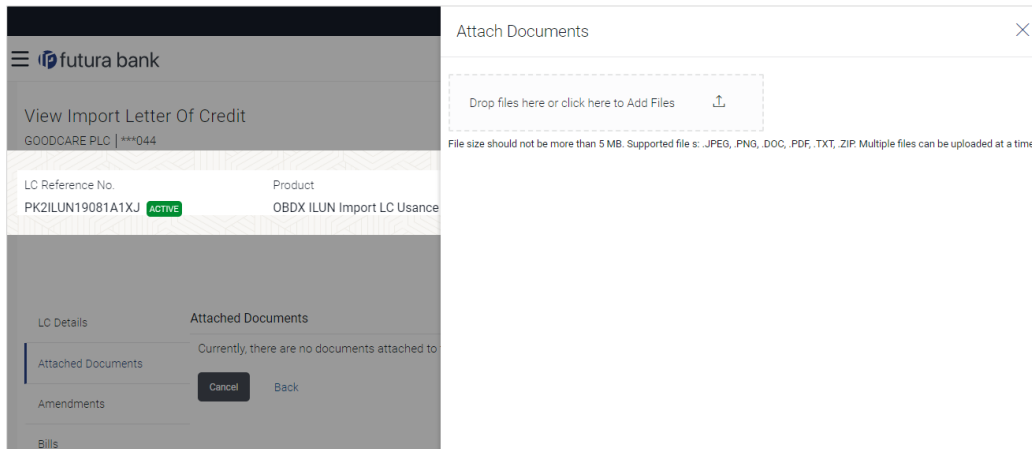 Attach Documents
futura bank
Drop files here or click here to Add Files
View Import Letter Of Credit
GOODCARE PLC | ***044
File size should not be more than 5 MB. Supported file s: .JPEG, .PNG, .DOC, .PDF, .TXT, .ZIP. Multiple files can be uploaded at a time
LC Reference No.
Product
PK2ILUN19081A1XJ ACTIVE
OBDX ILUN Import LC Usance
LC Details
Attached Documents
Amendments
Bills
Attached Documents
Currently, there are no documents attached to
Cancel
Back